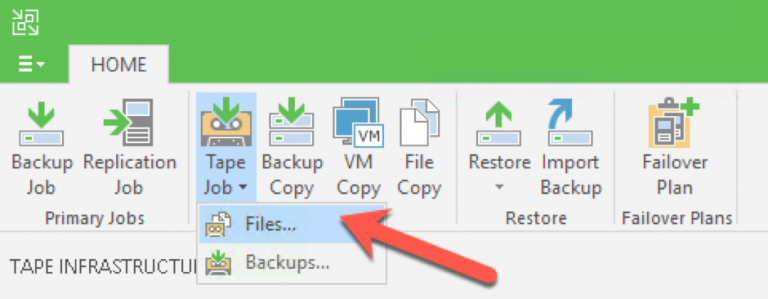 HOME
Backup Job
Replication Job
Tape Job
Backup Copy
VM
VM Copy
File Copy
Restore
Import Backup
Failover Plan
Primary Jobs
Restore
Failover Plans
Files...
Backups...
TAPE INFRASTRUCTU